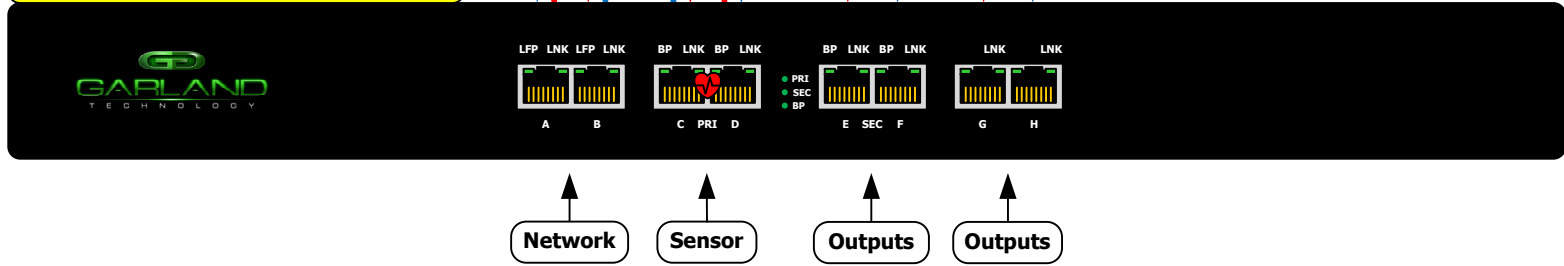 LFP LNK LFP LNK BP LNK BP LNK BP LNK BP LNK LNK LNK
GARLAND
TECHNOLOGY
PRI
SEC
BP
A B C PRI D E SEC F G H
Network Sensor Outputs Outputs